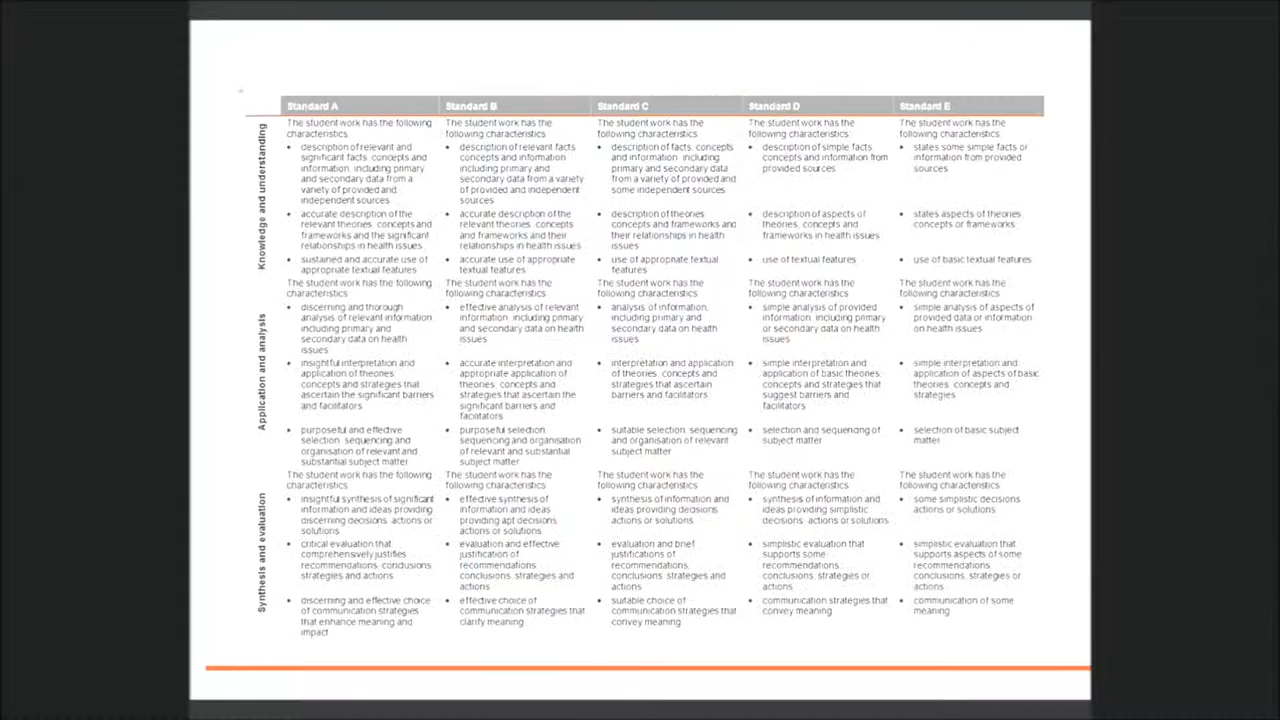 Standard A
Standard B
Standard C
Standard D
Standard E
Knowledge and understanding
The student work has the following
characteristics
• description of relevant and
significant facts concepts and
information, including primary
and secondary data from a
variety of provided and
independent sources
• accurate description of the
relevant theories, concepts and
frameworks and the significant
relationships in health issues
• sustained and accurate use of
appropriate textual features
The student work has the
following characteristics
• description of relevant facts
concepts and information
including primary and
secondary data from a variety
of provided and independent
sources
• accurate description of the
relevant theories, concepts
and frameworks and their
relationships in health issues
• accurate use of appropriate
textual features
The student work has the
following characteristics
• description of facts, concepts
and information, including
primary and secondary data
from a variety of provided and
some independent sources
• description of theories
concepts and frameworks and
their relationships in health
issues
• use of appropriate textual
features
The student work has the
following characteristics
• description of simple facts
concepts and information from
provided sources
• description of aspects of
theories, concepts and
frameworks in health issues
• use of textual features
The student work has the
following characteristics
• states some simple facts or
information from provided
sources
• states aspects of theories,
concepts or frameworks
• use of basic textual features
Application and analysis
The student work has the following
characteristics
• discerning and thorough
analysis of relevant information
including primary and
secondary data on health
issues
• insightful interpretation and
application of theories,
concepts and strategies that
ascertain the significant barriers
and facilitators
• purposeful and effective
selection, sequencing and
organisation of relevant and
substantial subject matter
The student work has the
following characteristics
• effective analysis of relevant
information, including primary
and secondary data on health
issues
• accurate interpretation and
appropriate application of
theories, concepts and
strategies that ascertain the
significant barriers and
facilitators
• purposeful selection,
sequencing and organisation
of relevant and substantial
subject matter
The student work has the
following characteristics
• analysis of information,
including primary and
secondary data on health
issues
• interpretation and application
of theories, concepts and
strategies that ascertain
barriers and facilitators
• suitable selection, sequencing
and organisation of relevant
subject matter
The student work has the
following characteristics
• simple analysis of provided
information, including primary
or secondary data on health
issues
• simple interpretation and
application of basic theories,
concepts and strategies that
suggest barriers and
facilitators
• selection and sequencing of
subject matter
The student work has the
following characteristics
• simple analysis of aspects of
provided data or information
on health issues
• simple interpretation and
application of aspects of basic
theories, concepts and
strategies
• selection of basic subject
matter
Synthesis and evaluation
The student work has the following
characteristics
• insightful synthesis of significant
information and ideas providing
discerning decisions, actions or
solutions
• critical evaluation that
comprehensively justifies
recommendations, conclusions
strategies and actions
• discerning and effective choice
of communication strategies
that enhance meaning and
impact
The student work has the
following characteristics
• effective synthesis of
information and ideas
providing apt decisions,
actions or solutions
• evaluation and effective
justification of
recommendations,
conclusions, strategies and
actions
• effective choice of
communication strategies that
clarify meaning
The student work has the
following characteristics
• synthesis of information and
ideas providing decisions,
actions or solutions
• evaluation and brief
justifications of
recommendations,
conclusions, strategies and
actions
• suitable choice of
communication strategies that
convey meaning
The student work has the
following characteristics
• synthesis of information and
ideas providing simplistic
decisions, actions or solutions
• simplistic evaluation that
supports some
recommendations,
conclusions, strategies or
actions
• communication strategies that
convey meaning
The student work has the
following characteristics
• some simplistic decisions,
actions or solutions
• simplistic evaluation that
supports aspects of some
recommendations,
conclusions, strategies or
actions
• communication of some
meaning